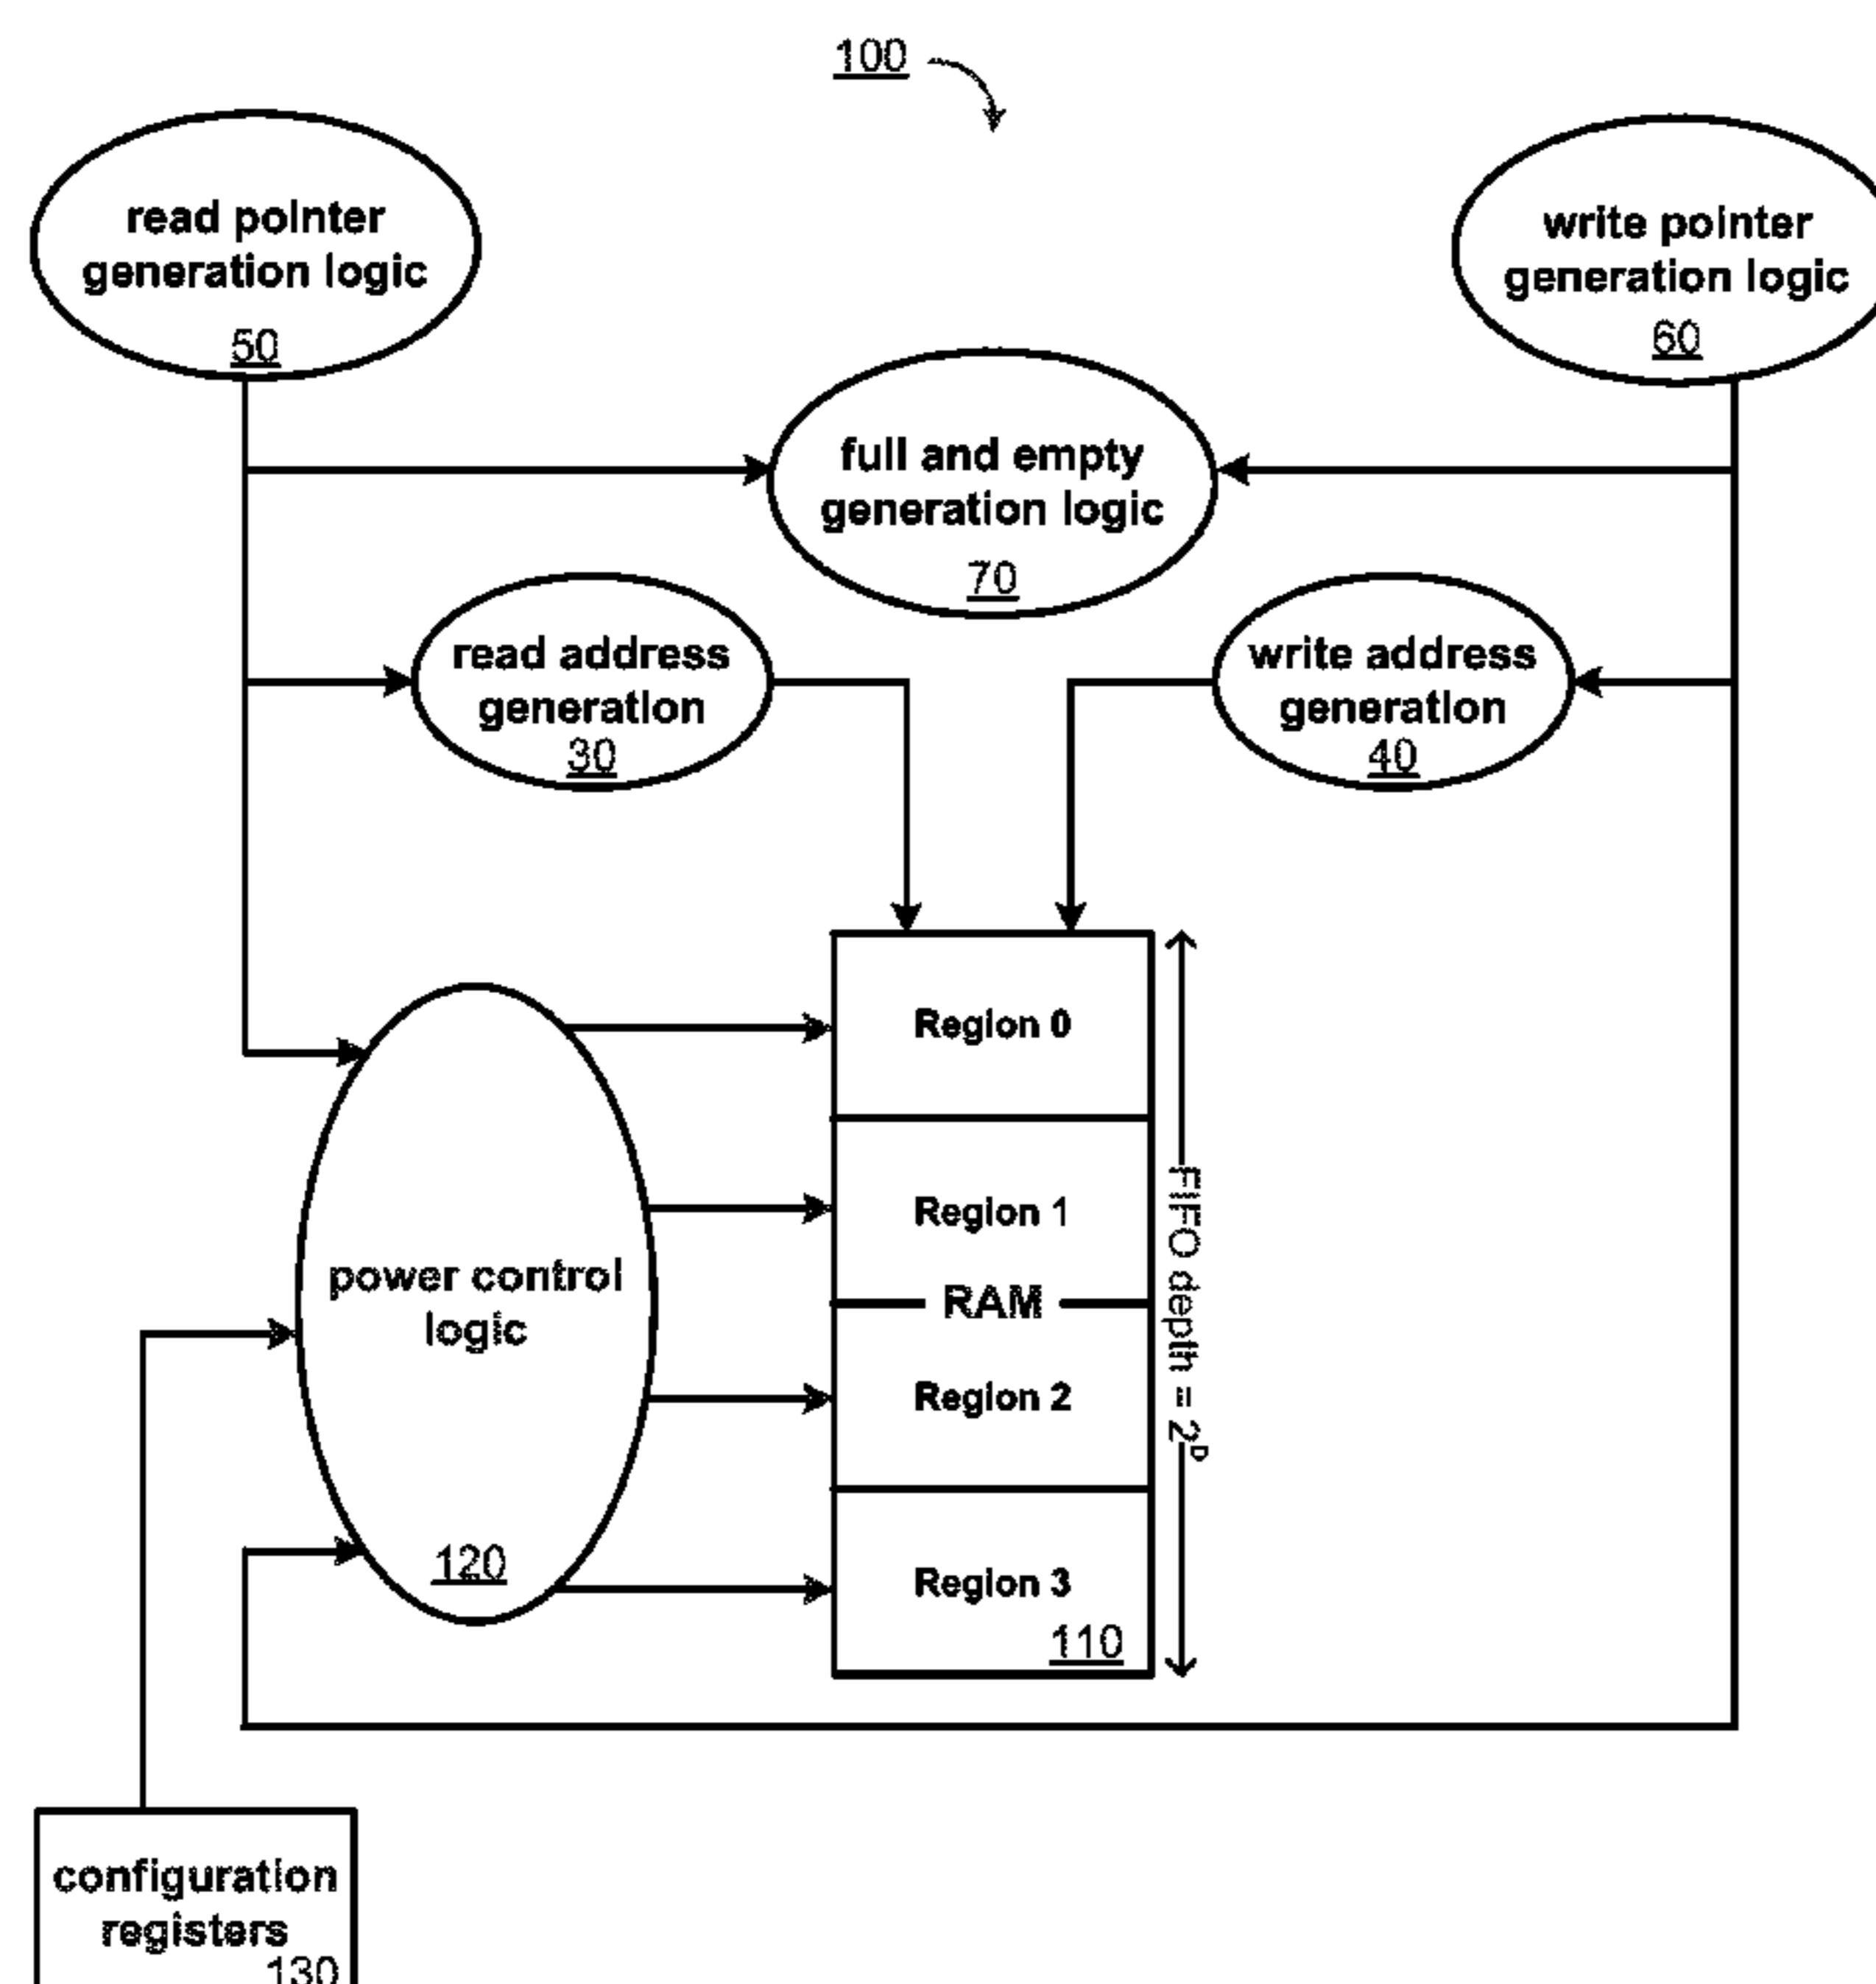 100
read pointer
generation logic
50
write pointer
generation logic
60
full and empty
generation logic
70
read address
generation
30
write address
generation
40
Region 0
Region 1
RAM
Region 2
Region 3
110
FIFO depth = 2ᴰ
power control
logic
120
configuration
registers
130